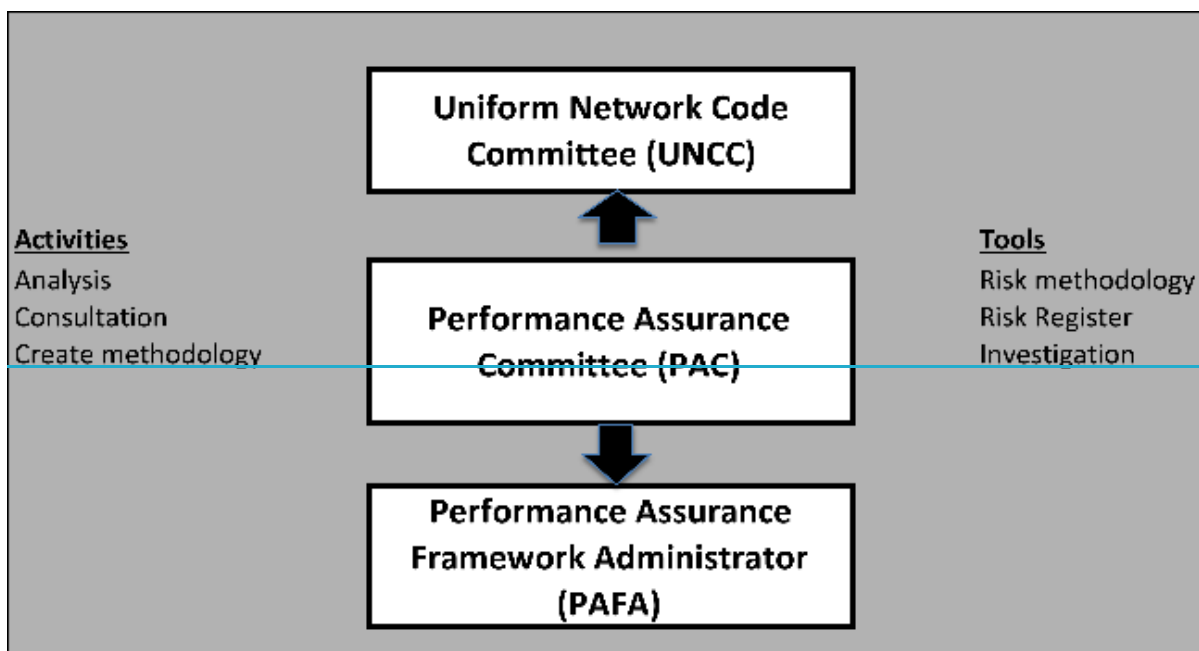 Uniform Network Code
Committee (UNCC)
Activities
Analysis
Consultation
Create methodology
Performance Assurance
Committee (PAC)
Tools
Risk methodology
Risk Register
Investigation
Performance Assurance
Framework Administrator
(PAFA)